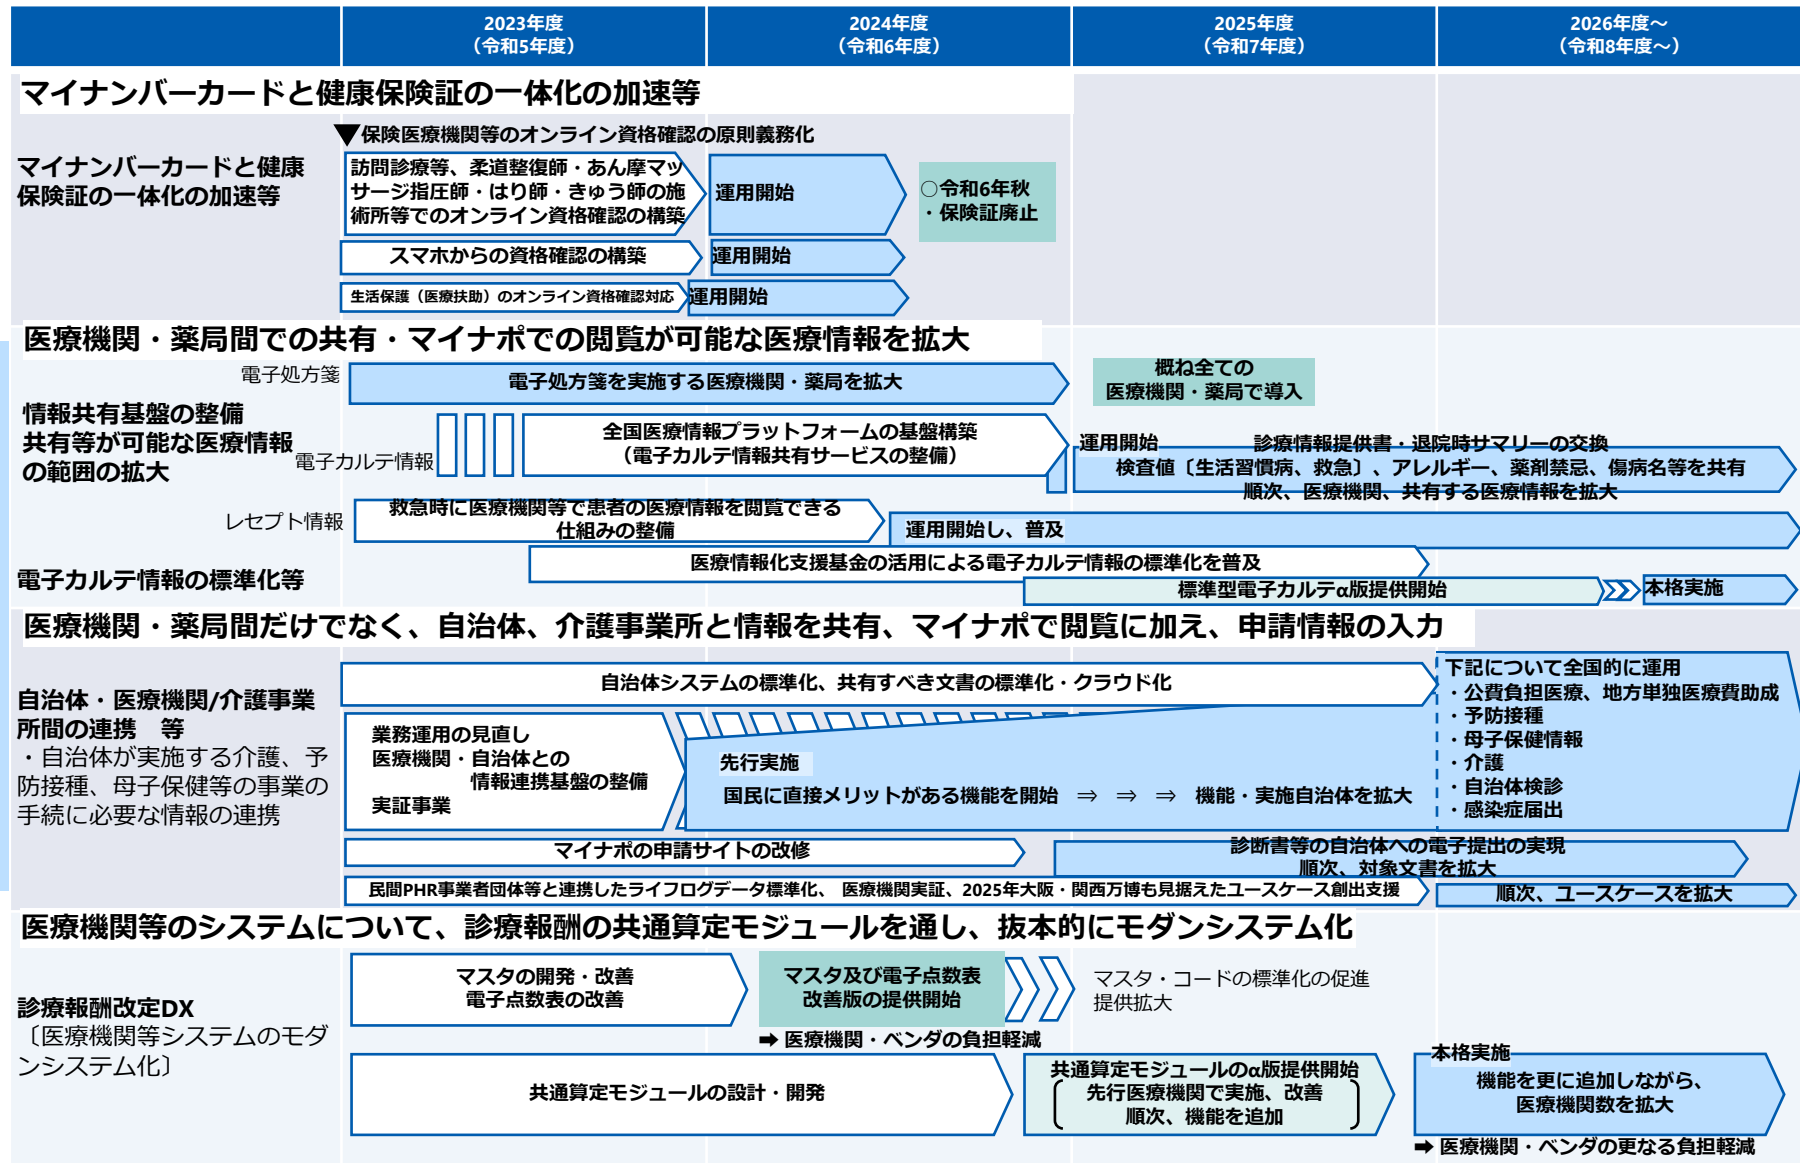 2023年度
（令和5年度）
2024年度
（令和6年度）
2025年度
（令和7年度）
2026年度～
（令和8年度～）
マイナンバーカードと健康保険証の一体化の加速等
▼保険医療機関等のオンライン資格確認の原則義務化
マイナンバーカードと健康
保険証の一体化の加速等
訪問診療等、柔道整復師・あん摩マッ
サージ指圧師・はり師・きゅう師の施
術所等でのオンライン資格確認の構築
運用開始
○令和6年秋
・保険証廃止
スマホからの資格確認の構築
運用開始
生活保護（医療扶助）のオンライン資格確認対応
運用開始
医療機関・薬局間での共有・マイナポでの閲覧が可能な医療情報を拡大
電子処方箋
電子処方箋を実施する医療機関・薬局を拡大
概ね全ての
医療機関・薬局で導入
情報共有基盤の整備
共有等が可能な医療情報
の範囲の拡大
電子カルテ情報
全国医療情報プラットフォームの基盤構築
（電子カルテ情報共有サービスの整備）
運用開始
診療情報提供書・退院時サマリーの交換
検査値〔生活習慣病、救急〕、アレルギー、薬剤禁忌、傷病名等を共有
順次、医療機関、共有する医療情報を拡大
レセプト情報
救急時に医療機関等で患者の医療情報を閲覧できる
仕組みの整備
運用開始し、普及
電子カルテ情報の標準化等
医療情報化支援基金の活用による電子カルテ情報の標準化を普及
標準型電子カルテα版提供開始
本格実施
医療機関・薬局間だけでなく、自治体、介護事業所と情報を共有、マイナポで閲覧に加え、申請情報の入力
自治体・医療機関/介護事業
所間の連携　等
・自治体が実施する介護、予
防接種、母子保健等の事業の
手続に必要な情報の連携
自治体システムの標準化、共有すべき文書の標準化・クラウド化
業務運用の見直し
医療機関・自治体との
情報連携基盤の整備
実証事業
先行実施
国民に直接メリットがある機能を開始　⇒　⇒　⇒　機能・実施自治体を拡大
下記について全国的に運用
・公費負担医療、地方単独医療費助成
・予防接種
・母子保健情報
・介護
・自治体検診
・感染症届出
マイナポの申請サイトの改修
診断書等の自治体への電子提出の実現
順次、対象文書を拡大
民間PHR事業者団体等と連携したライフログデータ標準化、 医療機関実証、2025年大阪・関西万博も見据えたユースケース創出支援
順次、ユースケースを拡大
医療機関等のシステムについて、診療報酬の共通算定モジュールを通し、抜本的にモダンシステム化
診療報酬改定DX
〔医療機関等システムのモダ
ンシステム化〕
マスタの開発・改善
電子点数表の改善
マスタ及び電子点数表
改善版の提供開始
マスタ・コードの標準化の促進
提供拡大
➡ 医療機関・ベンダの負担軽減
共通算定モジュールの設計・開発
共通算定モジュールのα版提供開始
先行医療機関で実施、改善
順次、機能を追加
本格実施
機能を更に追加しながら、
医療機関数を拡大
➡ 医療機関・ベンダの更なる負担軽減